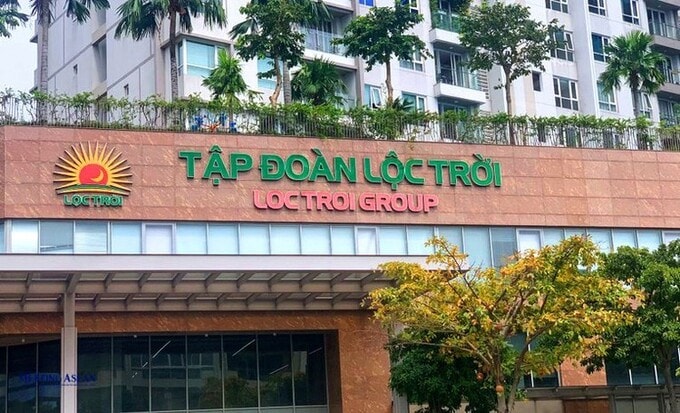 TẬP ĐOÀN LỘC TRỜI
LOC TROI GROUP
LỘC TRỜI